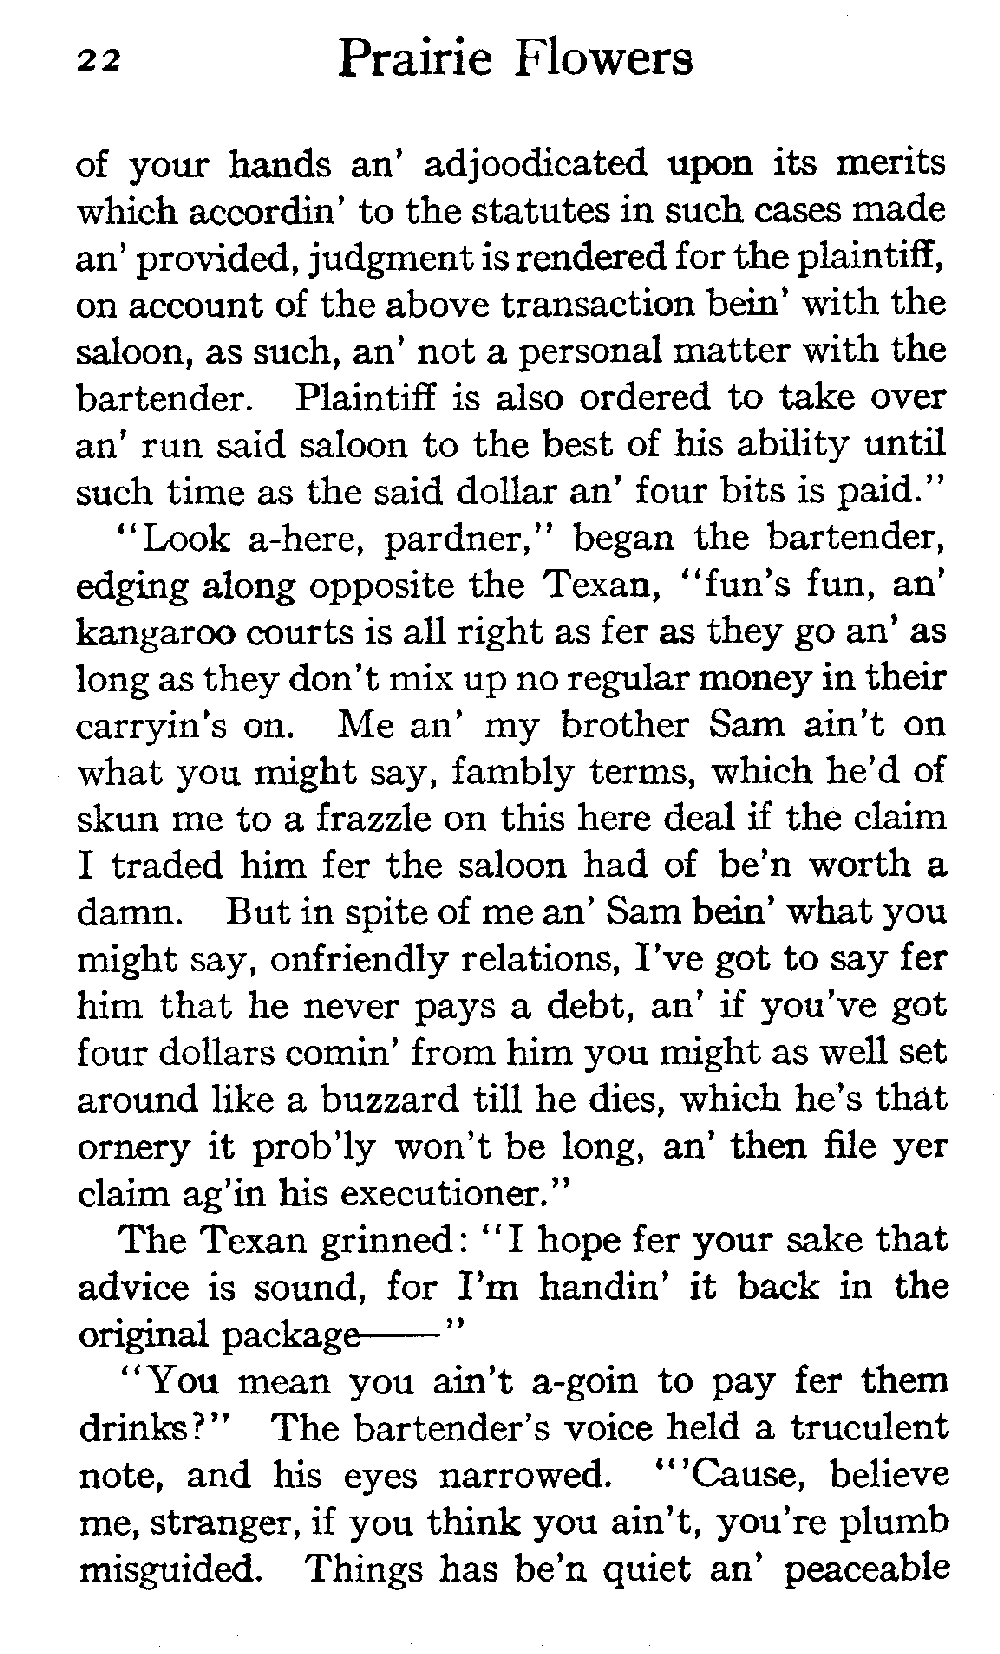 22 Prairie Flowers
of your hands an' adjoodicated upon its merits
which accordin' to the statutes in such cases made
an' provided, judgment is rendered for the plaintiff,
on account of the above transaction bein' with the
saloon, as such, an' not a personal matter with the
bartender. Plaintiff is also ordered to take over
an' run said saloon to the best of his ability until
such time as the said dollar an' four bits is paid."
"Look a-here, pardner," began the bartender,
edging along opposite the Texan, "fun's fun, an'
kangaroo courts is all right as fer as they go an' as
long as they don't mix up no regular money in their
carryin's on. Me an' my brother Sam ain't on
what you might say, fambly terms, which he'd of
skun me to a frazzle on this here deal if the claim
I traded him fer the saloon had of be'n worth a
damn. But in spite of me an' Sam bein' what you
might say, onfriendly relations, I've got to say fer
him that he never pays a debt, an' if you've got
four dollars comin' from him you might as well set
around like a buzzard till he dies, which he's that
ornery it prob'ly won't be long, an' then file yer
claim ag'in his executioner."
The Texan grinned: "I hope fer your sake that
advice is sound, for I'm handin' it back in the
original package——"
"You mean you ain't a-goin to pay fer them
drinks?" The bartender's voice held a truculent
note, and his eyes narrowed. "'Cause, believe
me, stranger, if you think you ain't, you're plumb
misguided. Things has be'n quiet an' peaceable